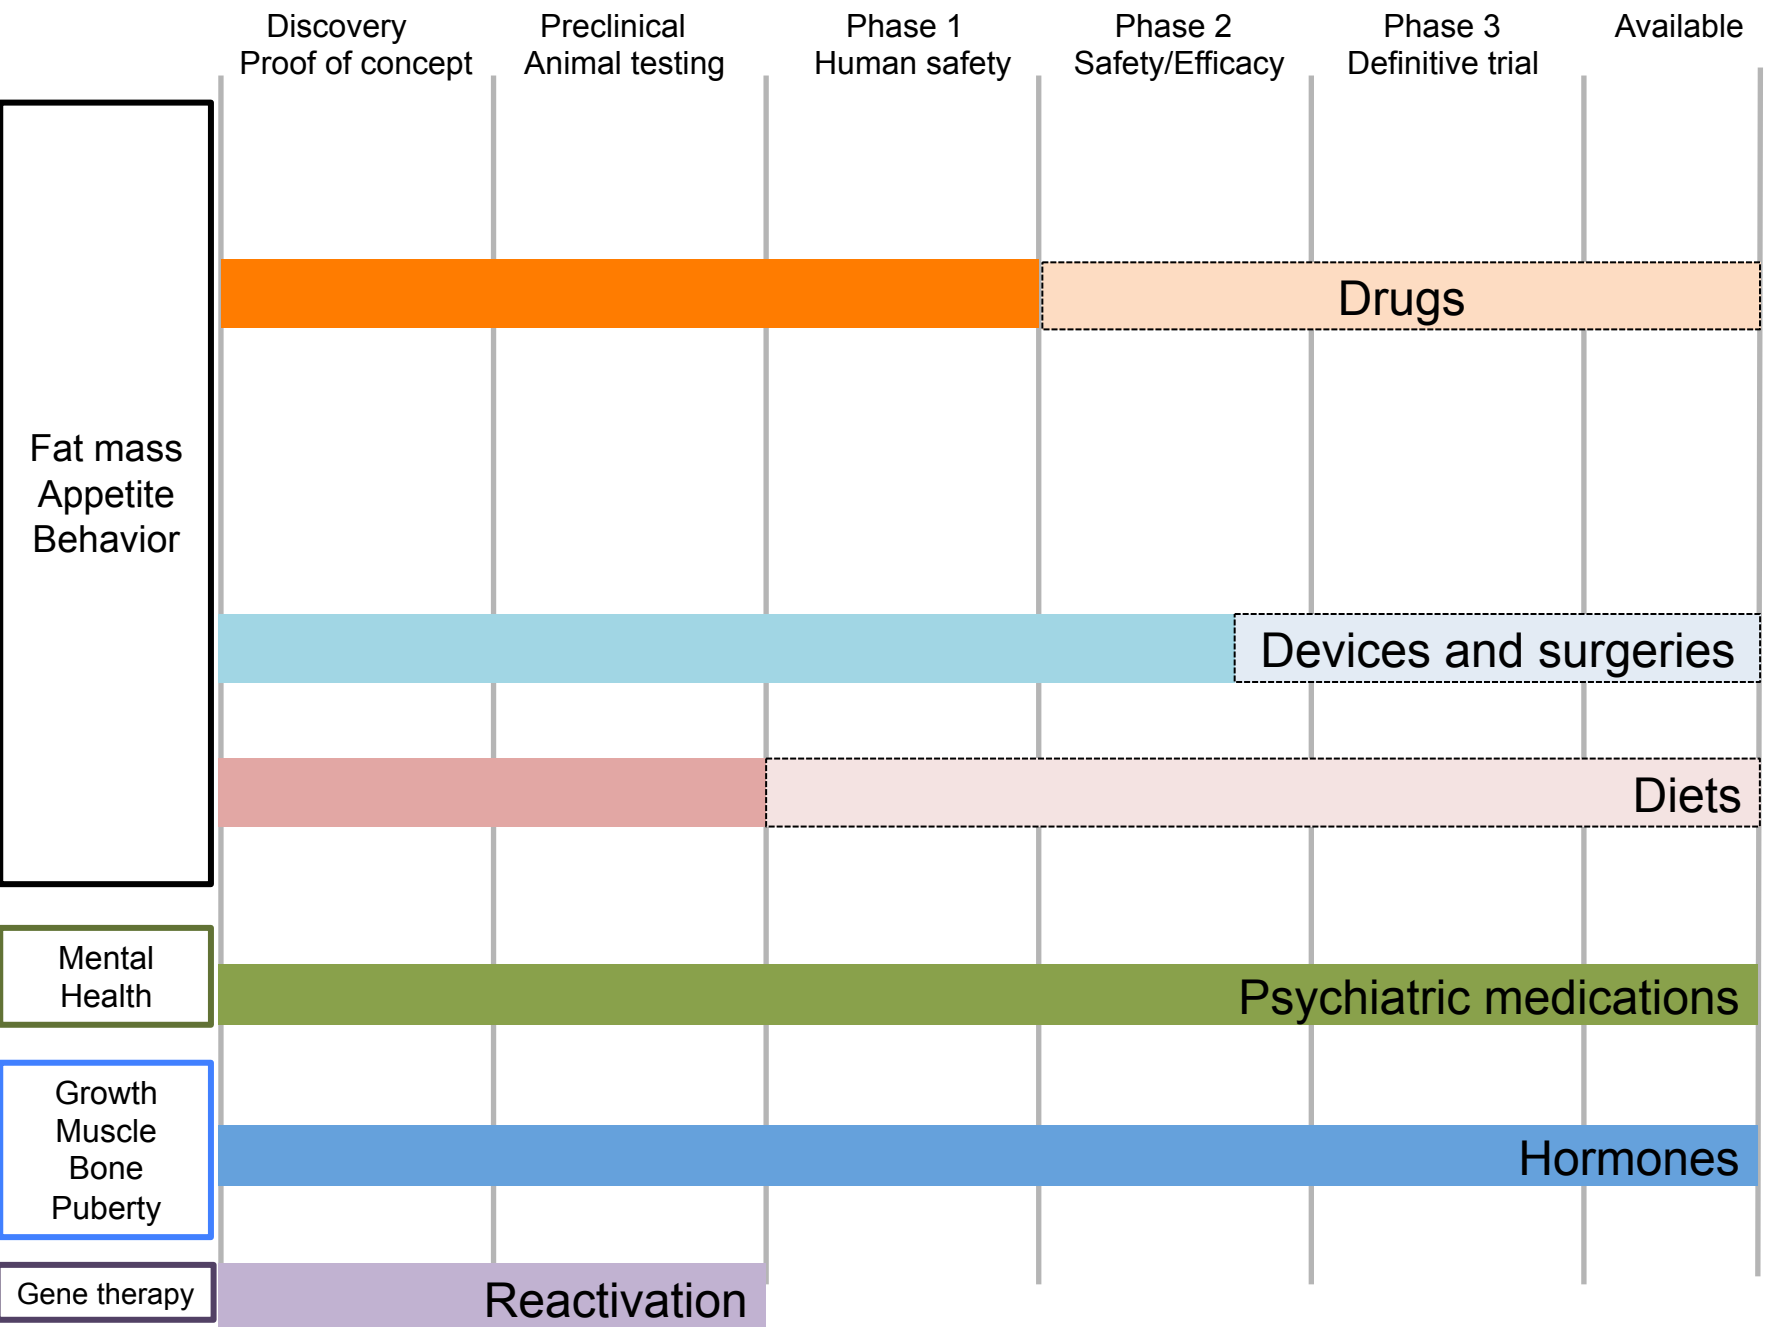 Discovery
Proof of concept
Preclinical
Animal testing
Phase 1
Human safety
Phase 2
Safety/Efficacy
Phase 3
Definitive trial
Available
Drugs
Fat mass
Appetite
Behavior
Devices and surgeries
Diets
Mental
Health
Psychiatric medications
Growth
Muscle
Bone
Puberty
Hormones
Gene therapy
Reactivation